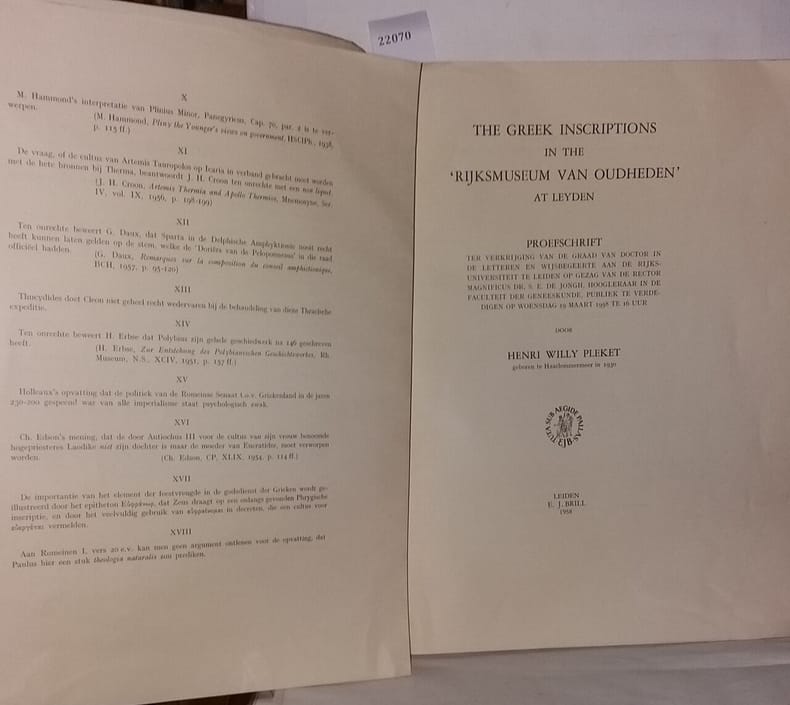 22070
X
M. Hammond's interpretatie van Plinius Minor, Panegyricus, Cap. 70, par. 4 is te ver-
werpen.
(M. Hammond, Pliny the Younger's views on government, HSClPh., 1938,
p. 115 ff.)
XI
De vraag, of de cultus van Artemis Tauropolos op Icaria in verband gebracht moet worden
met de hete bronnen bij Therma, beantwoordt J. H. Croon ten onrechte met een non liquet.
(J. H. Croon, Artemis Thermia and Apollo Thermios, Mnemosyne, Ser.
IV, vol. IX, 1956, p. 198-199)
XII
Ten onrechte beweert G. Daux, dat Sparta in de Delphische Amphyktionie nooit recht
heeft kunnen laten gelden op de stem, welke de 'Doriërs van de Peloponnesus' in die raad
officiëel hadden.
(G. Daux, Remarques sur la composition du conseil amphictionique,
BCH, 1957, p. 95-120)
XIII
Thucydides doet Cleon niet geheel recht wedervaren bij de behandeling van diens Thracische
expeditie.
XIV
Ten onrechte beweert H. Erbse dat Polybius zijn gehele geschiedwerk na 146 geschreven
heeft.
(H. Erbse, Zur Entstehung des Polybianischen Geschichtswerkes, Rh.
Museum, N.S., XCIV, 1951, p. 157 ff.)
XV
Holleaux's opvatting dat de politiek van de Romeinse Senaat t.o.v. Griekenland in de jaren
230-200 gespeend was van alle imperialisme staat psychologisch zwak.
XVI
Ch. Edson's mening, dat de door Antiochus III voor de cultus van zijn vrouw benoemde
hogepriesteres Laodike niet zijn dochter is maar de moeder van Eucratides, moet verworpen
worden.
(Ch. Edson, CP, XLIX, 1954, p. 114 ff.)
XVII
De importantie van het element der feestvreugde in de godsdienst der Grieken wordt ge-
illustreerd door het epitheton dat Zeus draagt op een onlangs gevonden Phrygische
inscriptie, en door het veelvuldig gebruik van in decreten, die een cultus voor
vermelden.
XVIII
Aan Romeinen I, vers 20 e.v. kan men geen argument ontlenen voor de opvatting, dat
Paulus hier een stuk theologia naturalis zou prediken.
THE GREEK INSCRIPTIONS
IN THE
'RIJKSMUSEUM VAN OUDHEDEN'
AT LEYDEN
PROEFSCHRIFT
TER VERKRIJGING VAN DE GRAAD VAN DOCTOR IN
DE LETTEREN EN WIJSBEGEERTE AAN DE RIJKS-
UNIVERSITEIT TE LEIDEN OP GEZAG VAN DE RECTOR
MAGNIFICUS DR. S. E. DE JONGH, HOOGLERAAR IN DE
FACULTEIT DER GENEESKUNDE, PUBLIEK TE VERDE-
DIGEN OP WOENSDAG 19 MAART 1958 TE 16 UUR
DOOR
HENRI WILLY PLEKET
geboren te Haarlemmermeer in 1930
TUTA SUB AEGIDE PALLAS
EJB
LEIDEN
E. J. BRILL
1958